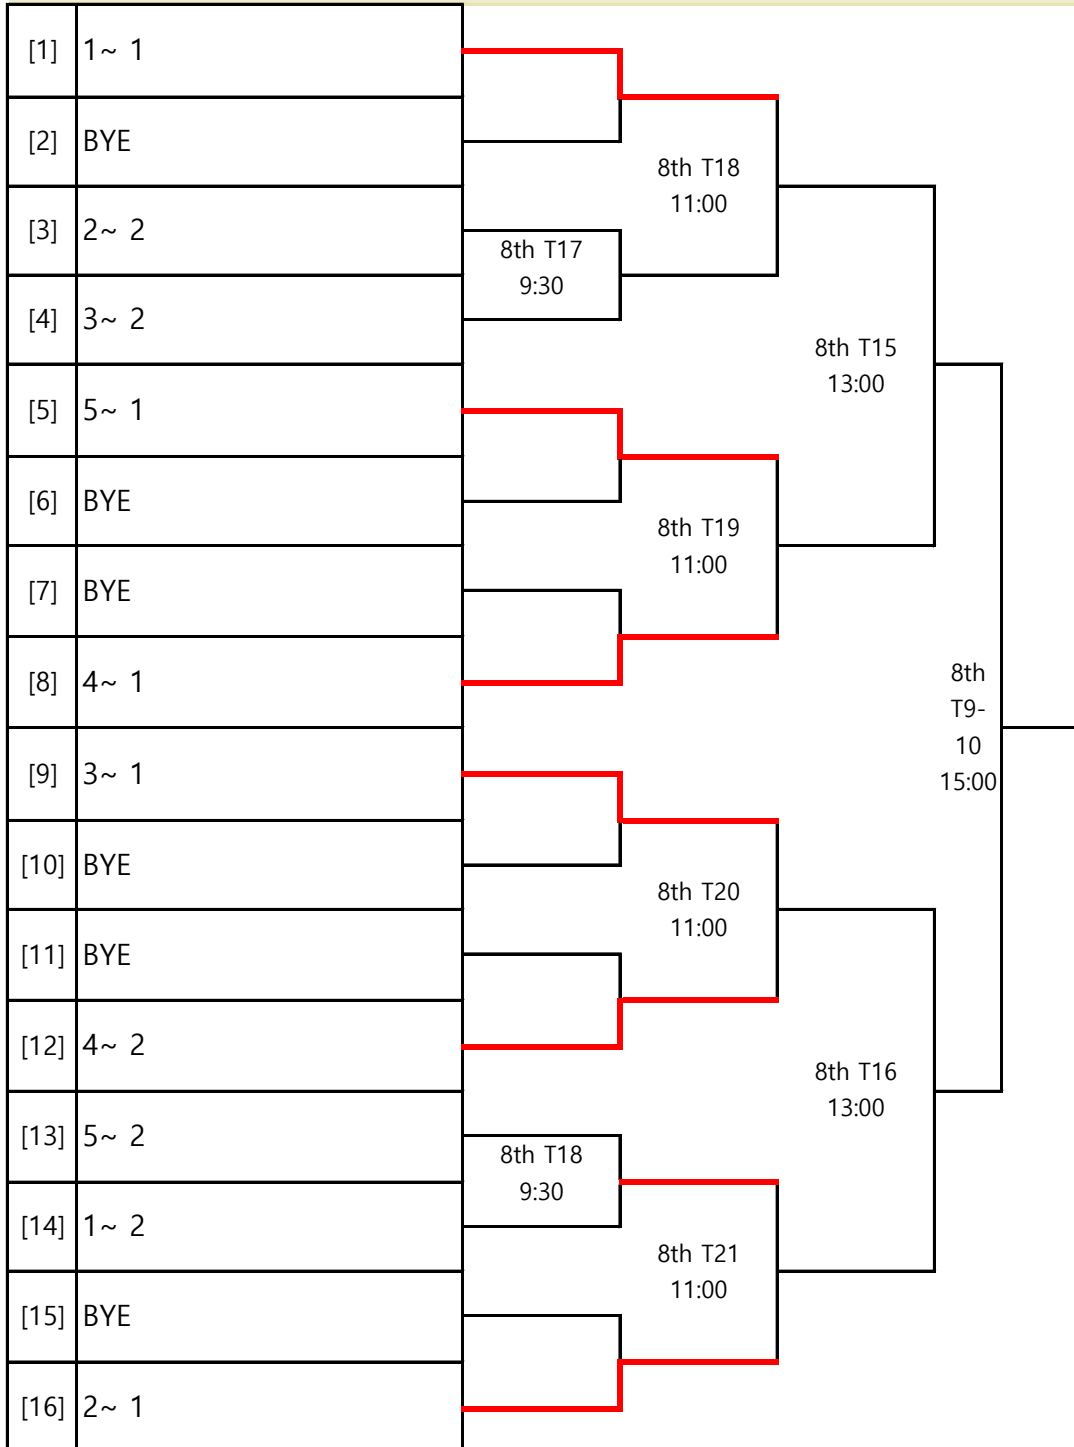 [1] 1~ 1
[2] BYE
[3] 2~ 2
[4] 3~ 2
[5] 5~ 1
[6] BYE
[7] BYE
[8] 4~ 1
[9] 3~ 1
[10] BYE
[11] BYE
[12] 4~ 2
[13] 5~ 2
[14] 1~ 2
[15] BYE
[16] 2~ 1
8th T17
9:30
8th T18
9:30
8th T18
11:00
8th T19
11:00
8th T20
11:00
8th T21
11:00
8th T15
13:00
8th T16
13:00
8th
T9-
10
15:00